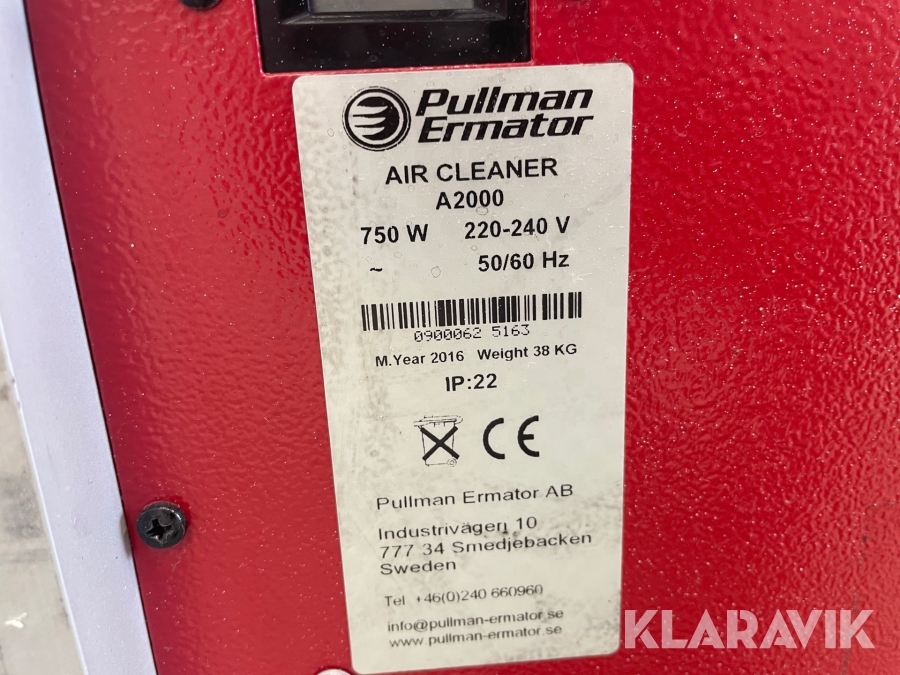 Pullman
Ermator
AIR CLEANER
A2000
750 W 220-240 V
~ 50/60 Hz
0900062 5163
M.Year 2016 Weight 38 KG
IP:22
CE
Pullman Ermator AB
Industrivägen 10
777 34 Smedjebacken
Sweden
Tel +46(0)240 660960
info@pullman-ermator.se
www.pullman-ermator.se
KLARAVIK